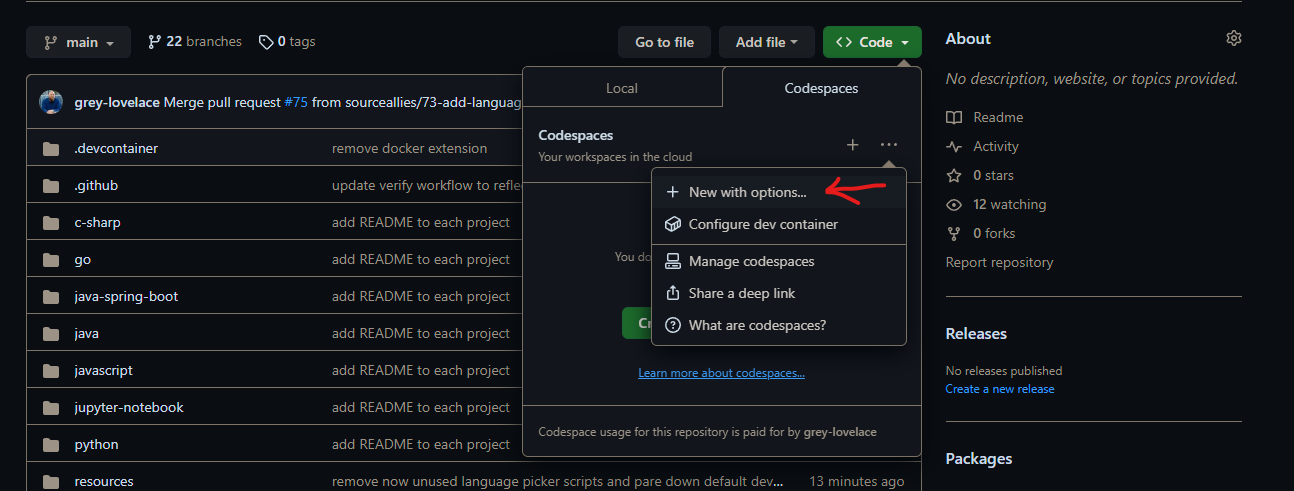 main
22 branches
0 tags
Go to file
Add file
Code
grey-lovelace Merge pull request #75 from sourceallies/73-add-languag
.devcontainer remove docker extension
.github update verify workflow to refle
c-sharp add README to each project
go add README to each project
java-spring-boot add README to each project
java add README to each project
javascript add README to each project
jupyter-notebook add README to each project
python add README to each project
resources remove now unused language picker scripts and pare down default dev... 13 minutes ago
Local
Codespaces
Codespaces
Your workspaces in the cloud
New with options...
Configure dev container
Manage codespaces
Share a deep link
What are codespaces?
You do
Cr
Learn more about codespaces...
Codespace usage for this repository is paid for by grey-lovelace
About
No description, website, or topics provided.
Readme
Activity
0 stars
12 watching
0 forks
Report repository
Releases
No releases published
Create a new release
Packages